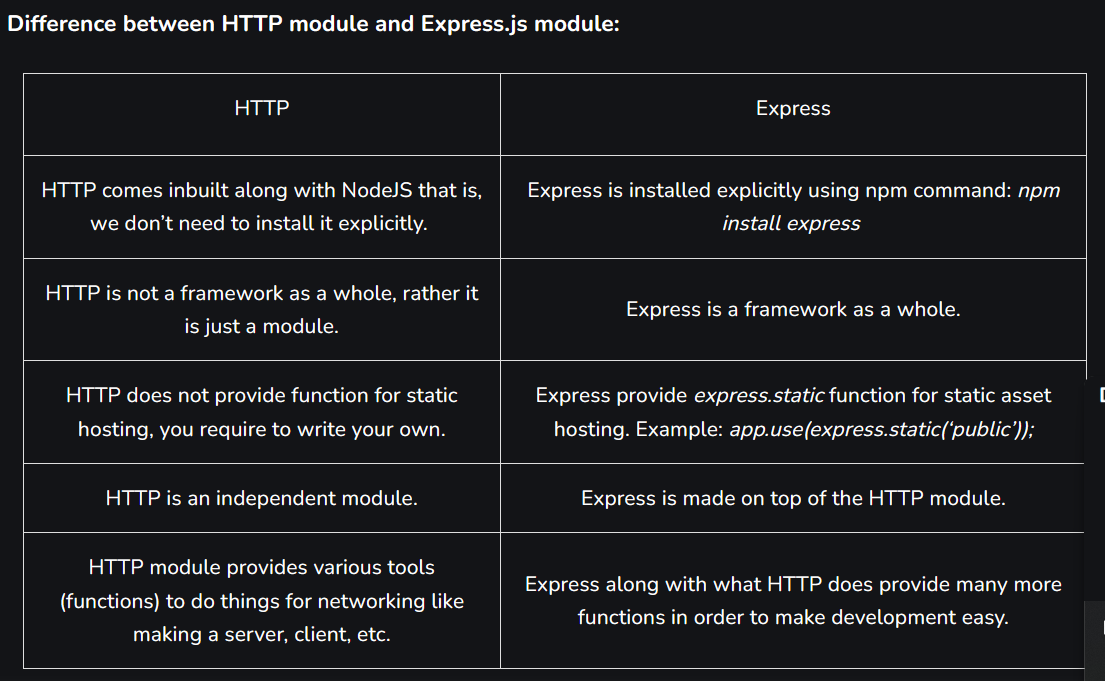 Difference between HTTP module and Express.js module:
HTTP
Express
HTTP comes inbuilt along with NodeJS that is,
we don’t need to install it explicitly.
Express is installed explicitly using npm command: npm
install express
HTTP is not a framework as a whole, rather it
is just a module.
Express is a framework as a whole.
HTTP does not provide function for static
hosting, you require to write your own.
Express provide express.static function for static asset
hosting. Example: app.use(express.static(‘public’));
HTTP is an independent module.
Express is made on top of the HTTP module.
HTTP module provides various tools
(functions) to do things for networking like
making a server, client, etc.
Express along with what HTTP does provide many more
functions in order to make development easy.